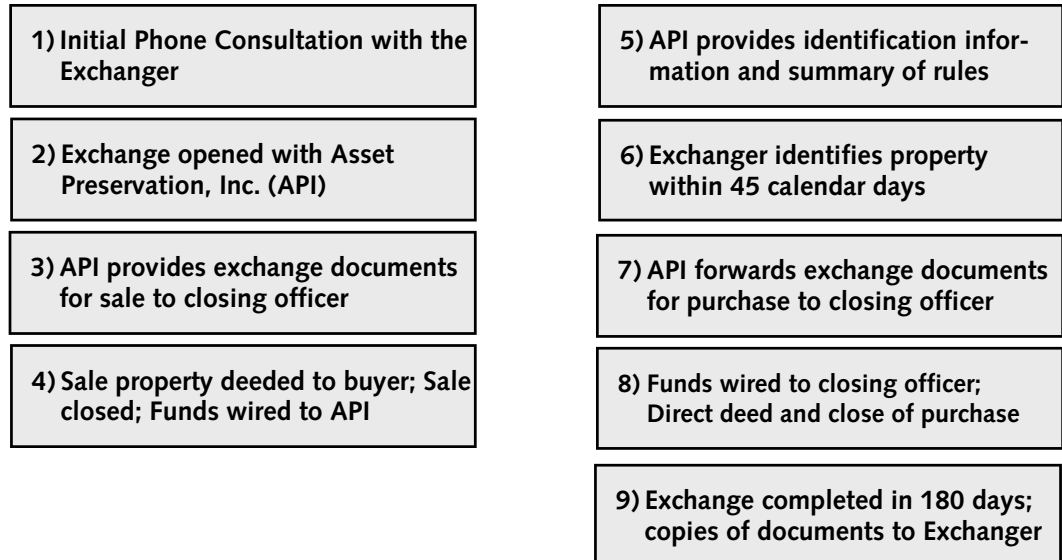 1) Initial Phone Consultation with the
Exchanger
2) Exchange opened with Asset
Preservation, Inc. (API)
3) API provides exchange documents
for sale to closing officer
4) Sale property deeded to buyer; Sale
closed; Funds wired to API
5) API provides identification infor-
mation and summary of rules
6) Exchanger identifies property
within 45 calendar days
7) API forwards exchange documents
for purchase to closing officer
8) Funds wired to closing officer;
Direct deed and close of purchase
9) Exchange completed in 180 days;
copies of documents to Exchanger